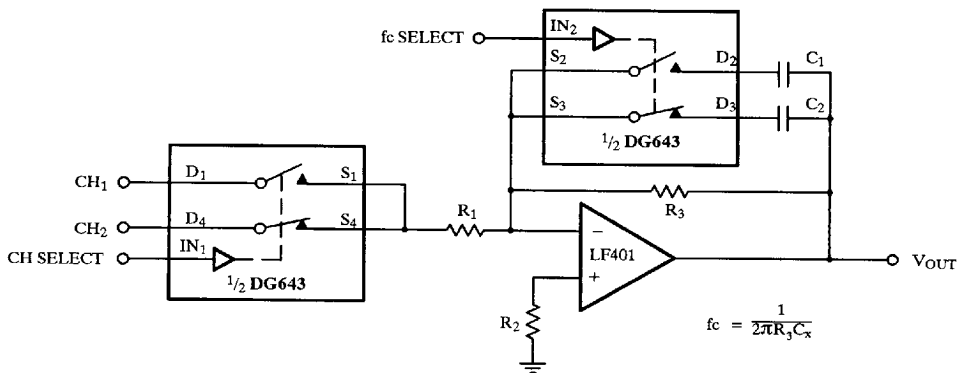 fc SELECT
IN₂
S₂
D₂
C₁
S₃
D₃
C₂
½ DG643
CH₁
D₁
S₁
CH₂
D₄
S₄
CH SELECT
IN₁
½ DG643
R₁
R₃
−
LF401
+
R₂
VOUT
fc = 1 / 2πR₃Cₓ